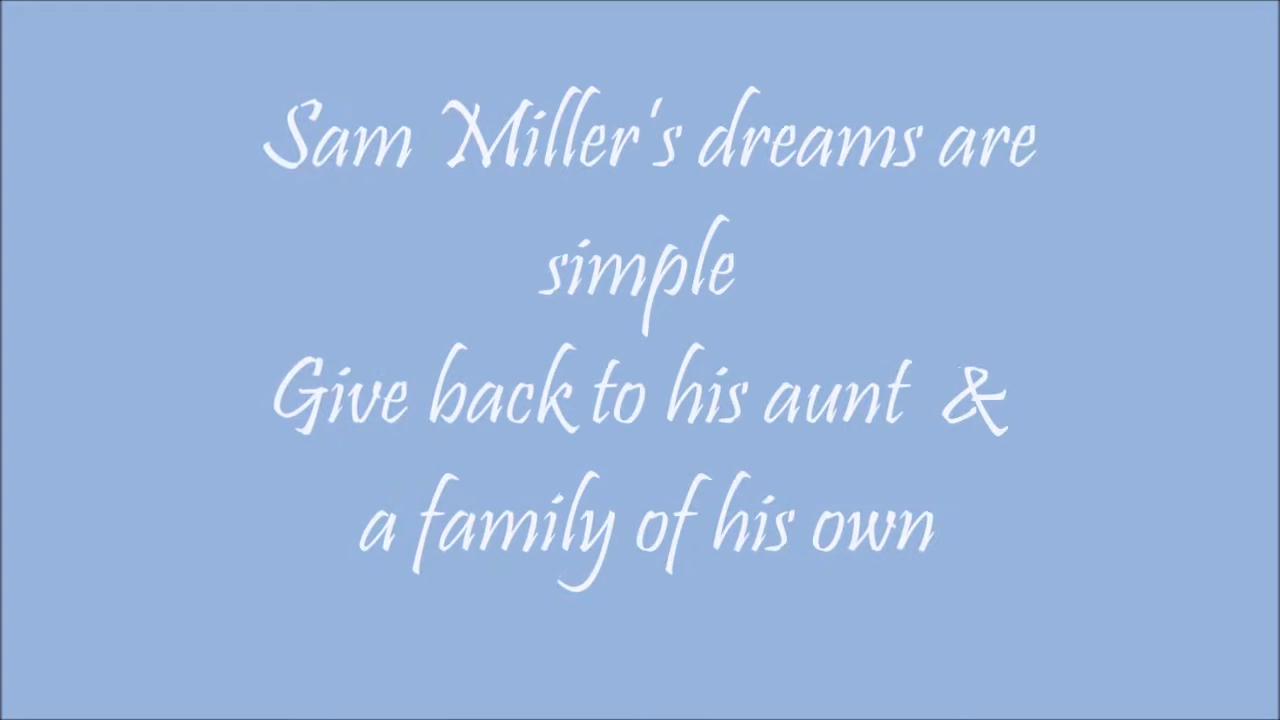 Sam Miller's dreams are
simple
Give back to his aunt &
a family of his own